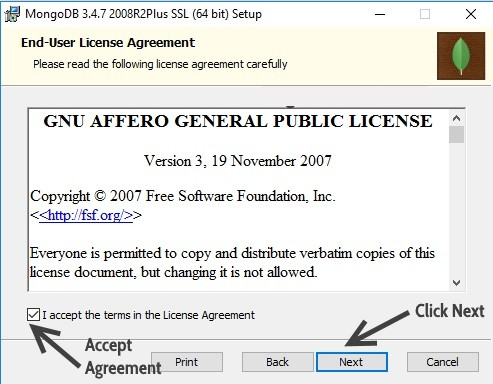 MongoDB 3.4.7 2008R2Plus SSL (64 bit) Setup
End-User License Agreement
Please read the following license agreement carefully
GNU AFFERO GENERAL PUBLIC LICENSE
Version 3, 19 November 2007
Copyright © 2007 Free Software Foundation, Inc.
<<http://fsf.org/>>
Everyone is permitted to copy and distribute verbatim copies of this
license document, but changing it is not allowed.
I accept the terms in the License Agreement
Click Next
Accept
Agreement
Print
Back
Next
Cancel